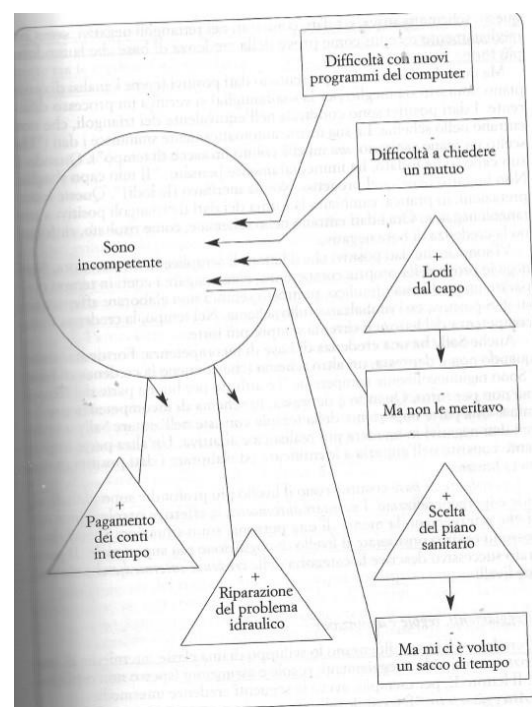 Difficoltà con nuovi
programmi del computer
Difficoltà a chiedere
un mutuo
Sono
incompetente
+
Lodi
dal capo
Ma non le meritavo
+
Pagamento
dei conti
in tempo
+
Riparazione
del problema
idraulico
+
Scelta
del piano
sanitario
Ma mi ci è voluto
un sacco di tempo